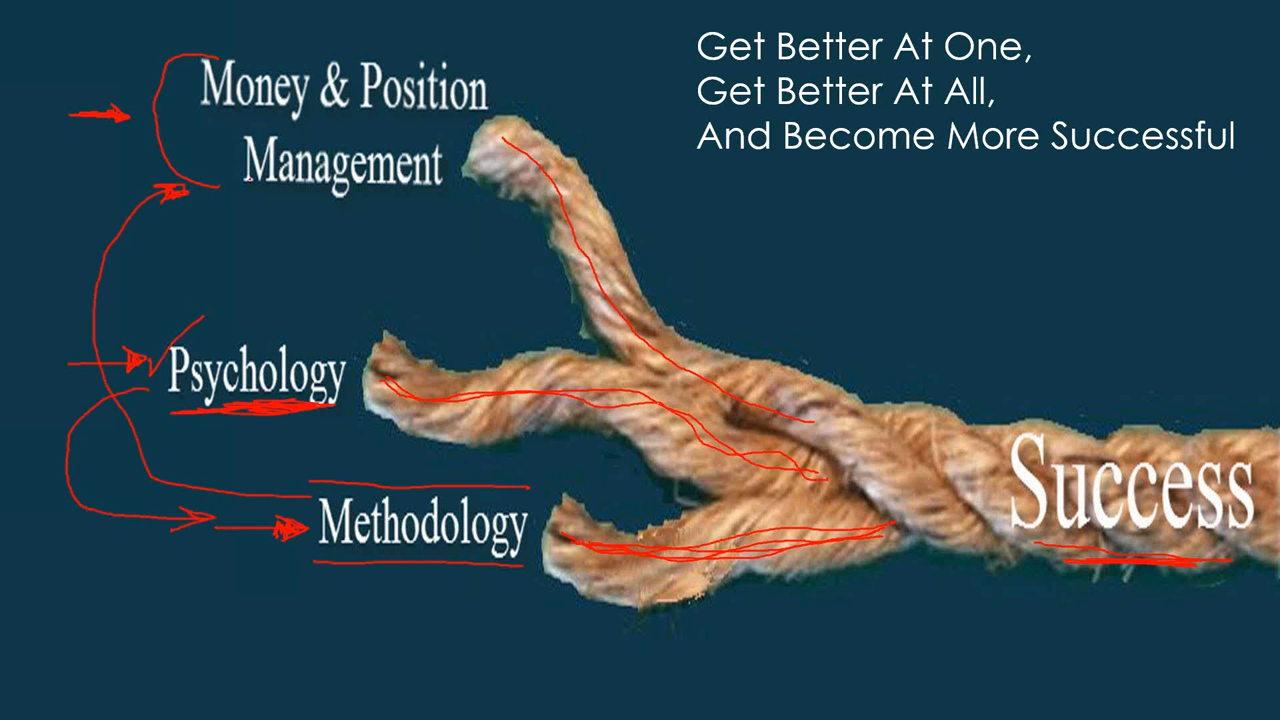 Get Better At One,
Get Better At All,
And Become More Successful
Money & Position
Management
Psychology
Methodology
Success